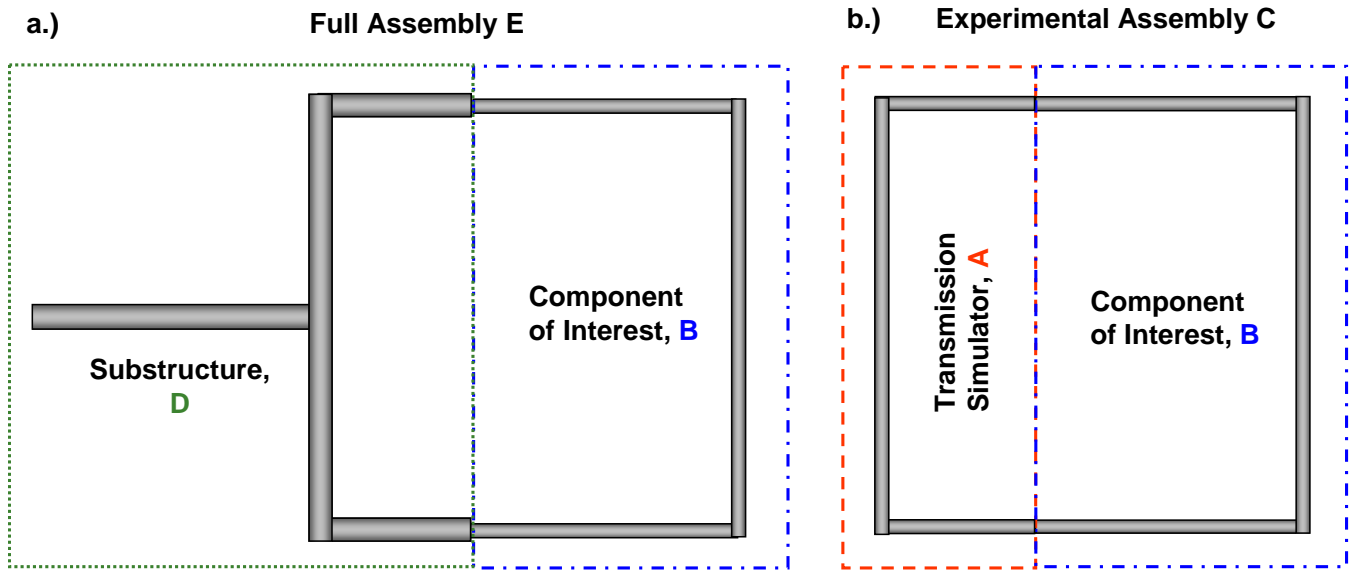 a.)
Full Assembly E
Substructure,
D
Component
of Interest, B
b.)
Experimental Assembly C
Transmission
Simulator, A
Component
of Interest, B